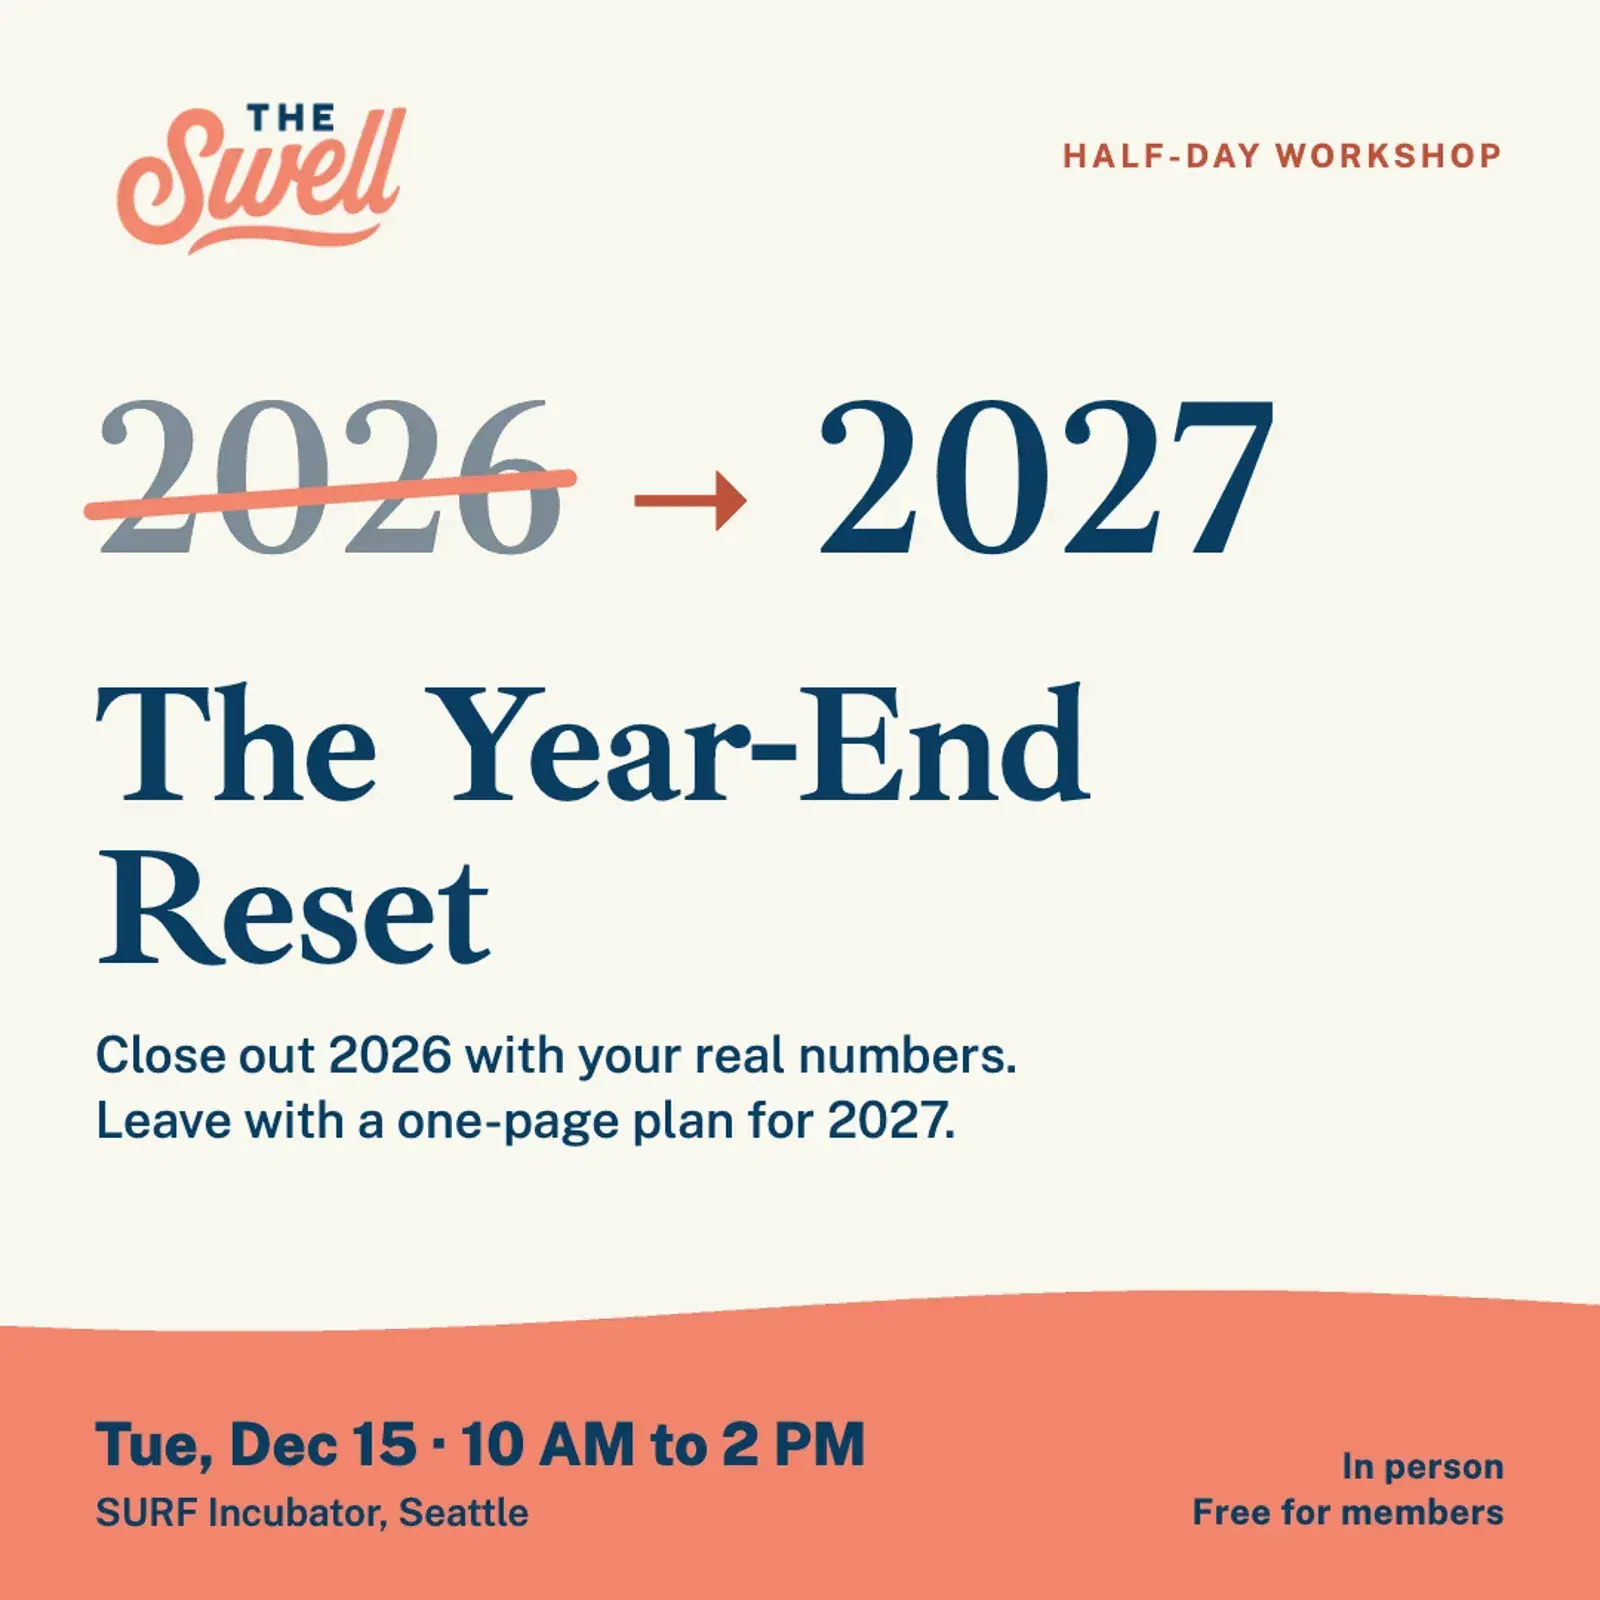 THE
Swell
HALF-DAY WORKSHOP
2026 → 2027
The Year-End
Reset
Close out 2026 with your real numbers.
Leave with a one-page plan for 2027.
Tue, Dec 15 · 10 AM to 2 PM
SURF Incubator, Seattle
In person
Free for members